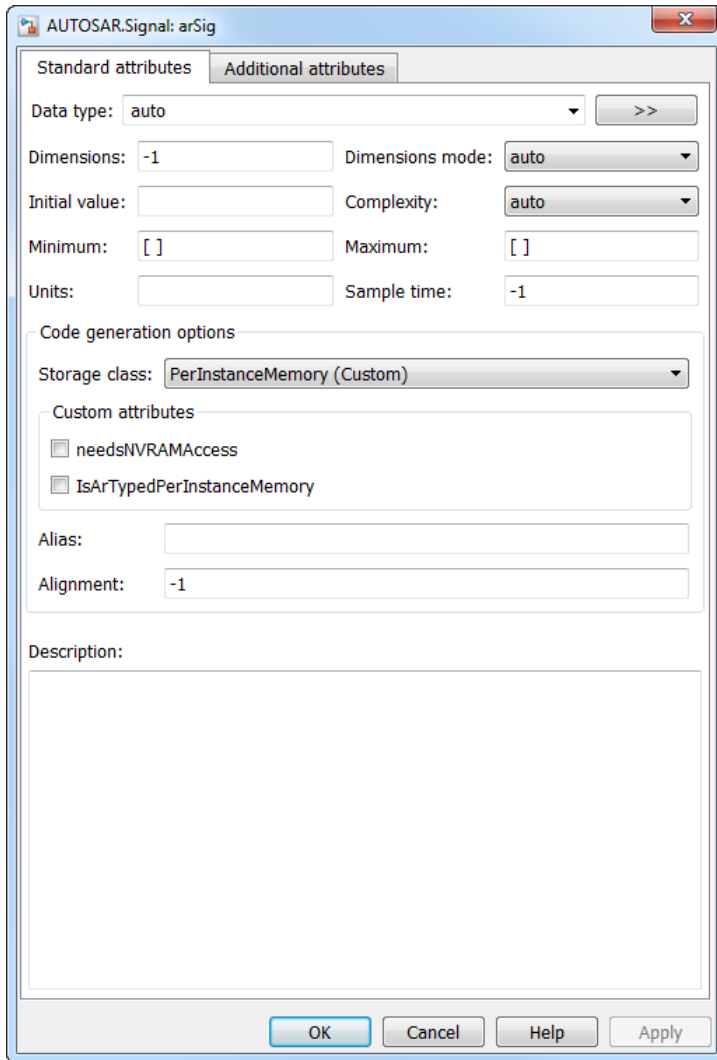 AUTOSAR.Signal: arSig
x
Standard attributes Additional attributes
Data type: auto >>
Dimensions: -1 Dimensions mode: auto
Initial value: Complexity: auto
Minimum: [ ] Maximum: [ ]
Units: Sample time: -1
Code generation options
Storage class: PerInstanceMemory (Custom)
Custom attributes
needsNVRAMAccess
IsArTypedPerInstanceMemory
Alias:
Alignment: -1
Description:
OK Cancel Help Apply